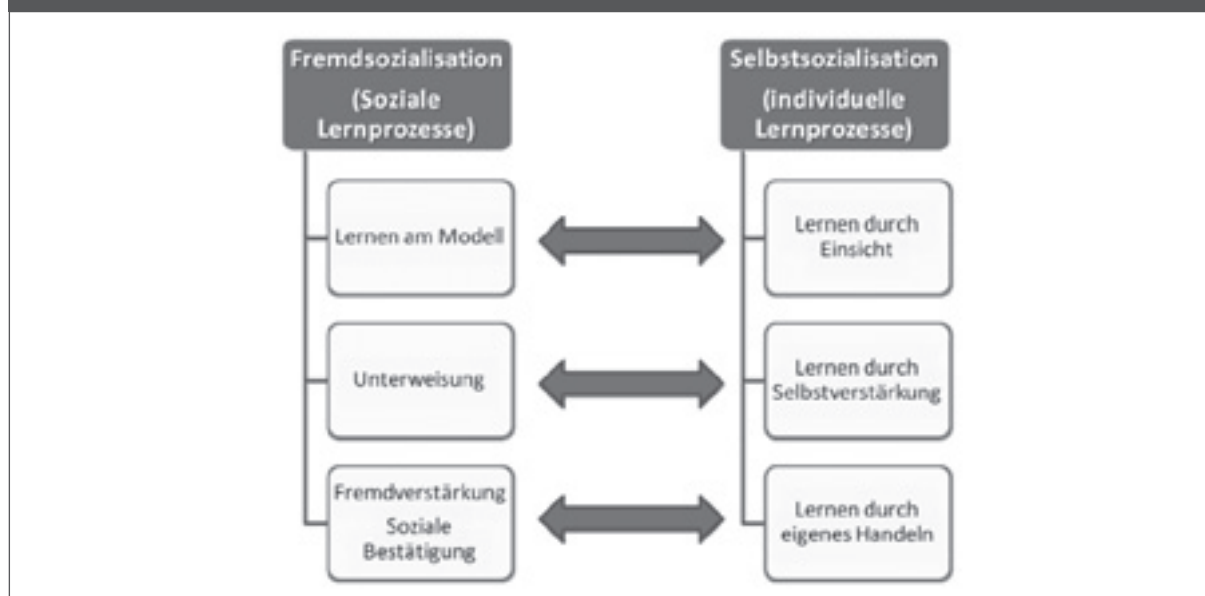 Fremdsozialisation
(Soziale
Lernprozesse)
Lernen am Modell
Unterweisung
Fremdverstärkung
Soziale
Bestätigung
Selbstsozialisation
(individuelle
Lernprozesse)
Lernen durch
Einsicht
Lernen durch
Selbstverstärkung
Lernen durch
eigenes Handeln